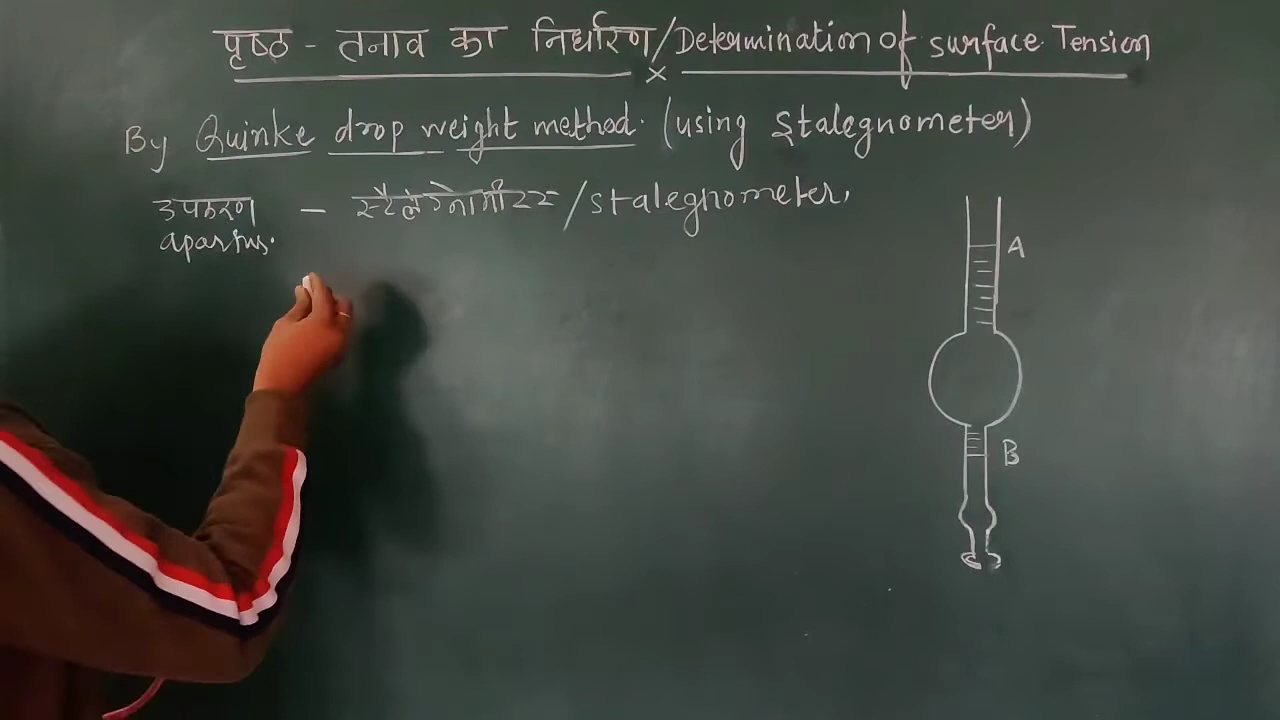 पृष्ठ - तनाव का निर्धारण/Determination of surface Tension
By Quinke drop weight method. (using stalegnometer)
उपकरण - स्टैलेग्नोमीटर/stalegnometer,
apartus.
A
B